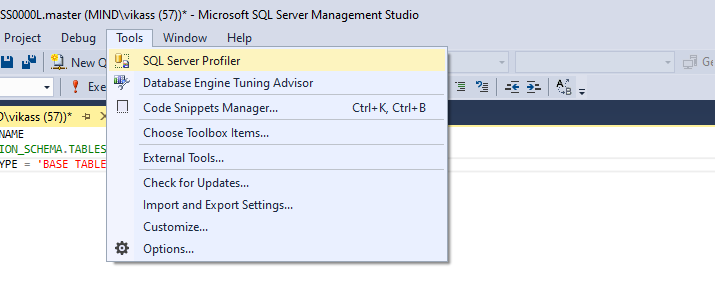 SS0000L.master (MIND\vikass (57))* - Microsoft SQL Server Management Studio
Project Debug Tools Window Help
New Q
SQL Server Profiler
Ge
Exe
Database Engine Tuning Advisor
D\vikass (57))*
Code Snippets Manager... Ctrl+K, Ctrl+B
NAME
Choose Toolbox Items...
ION_SCHEMA.TABLES
External Tools...
YPE = 'BASE TABLE
Check for Updates...
Import and Export Settings...
Customize...
Options...